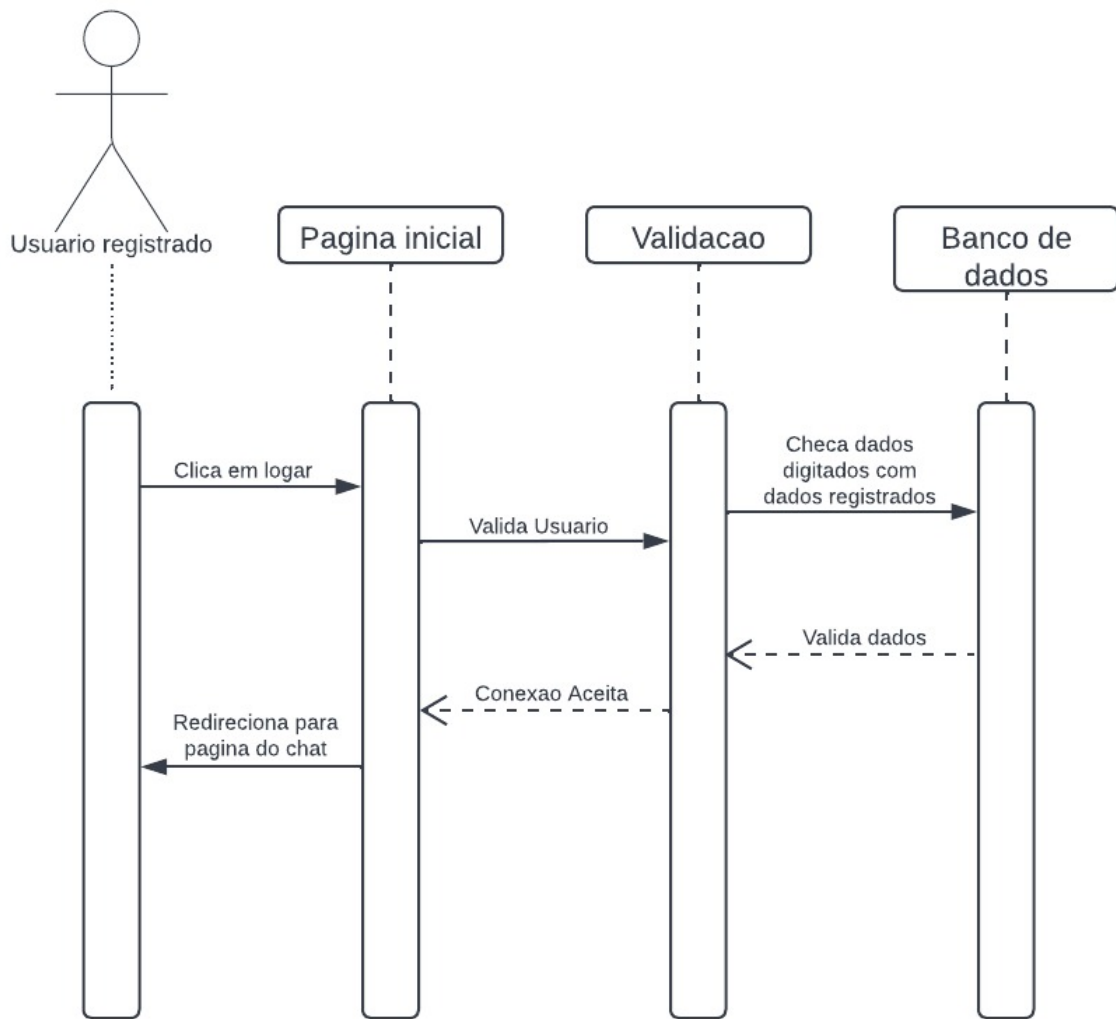 Usuario registrado
Pagina inicial
Validacao
Banco de
dados
Clica em logar
Valida Usuario
Checa dados
digitados com
dados registrados
Valida dados
Conexao Aceita
Redireciona para
pagina do chat